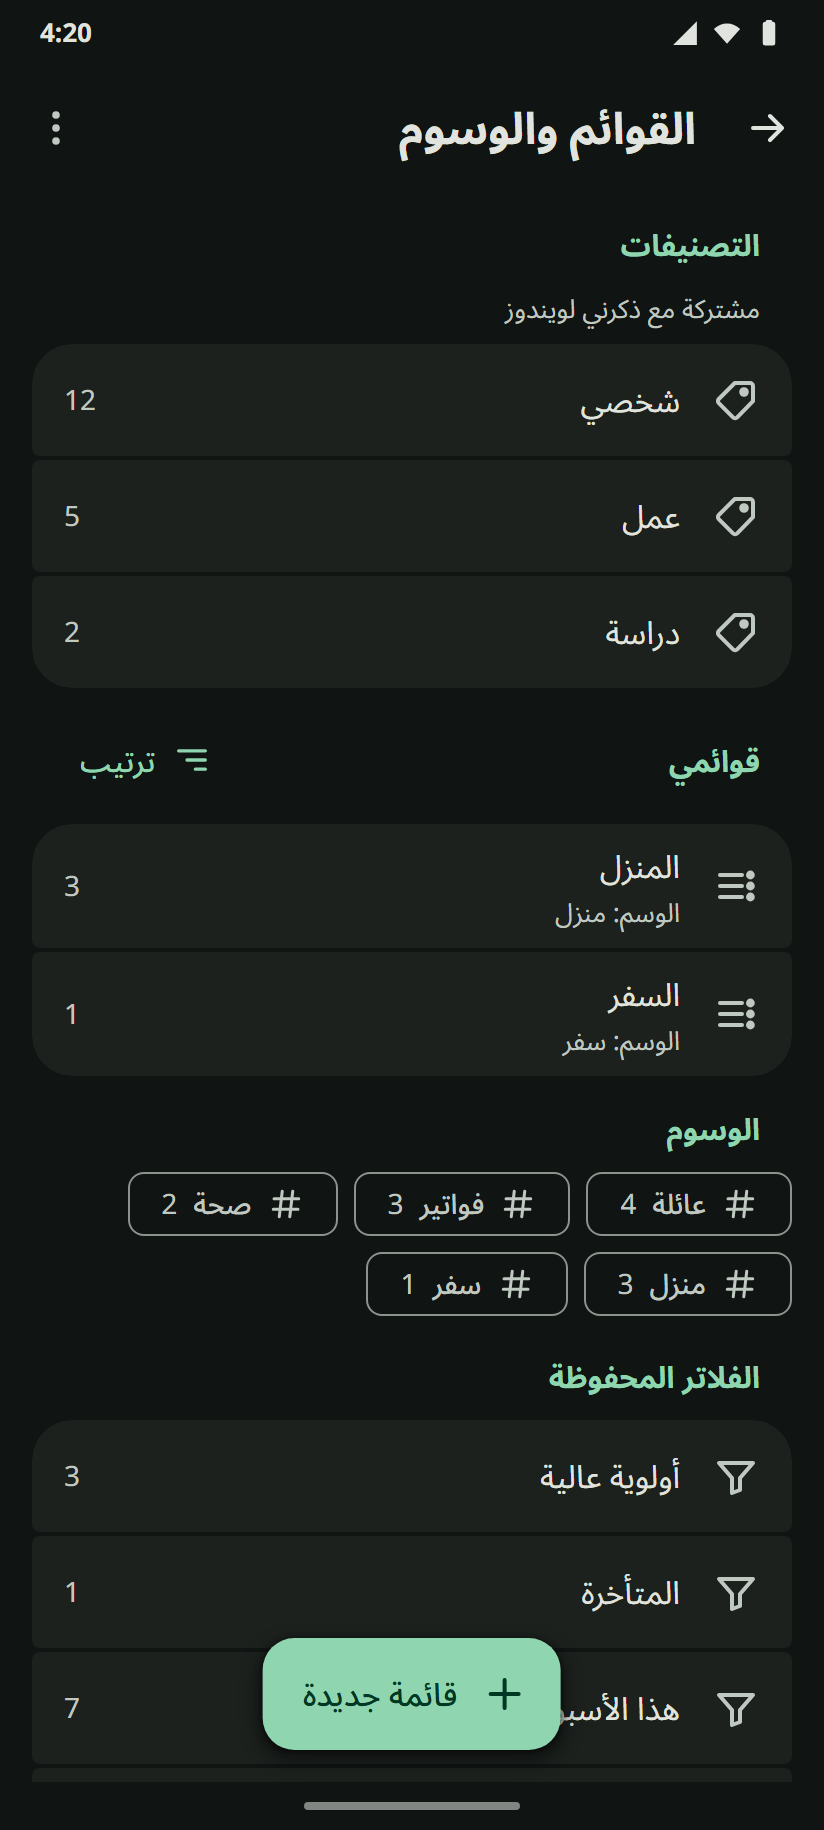 4:20
القوائم والوسوم
التصنيفات
مشتركة مع ذكرني لويندوز
شخصي 12
عمل 5
دراسة 2
قوائمي ترتيب
المنزل 3
الوسم: منزل
السفر 1
الوسم: سفر
الوسوم
# عائلة 4 # فواتير 3 # صحة 2
# منزل 3 # سفر 1
الفلاتر المحفوظة
أولوية عالية 3
المتأخرة 1
هذا 7
+ قائمة جديدة